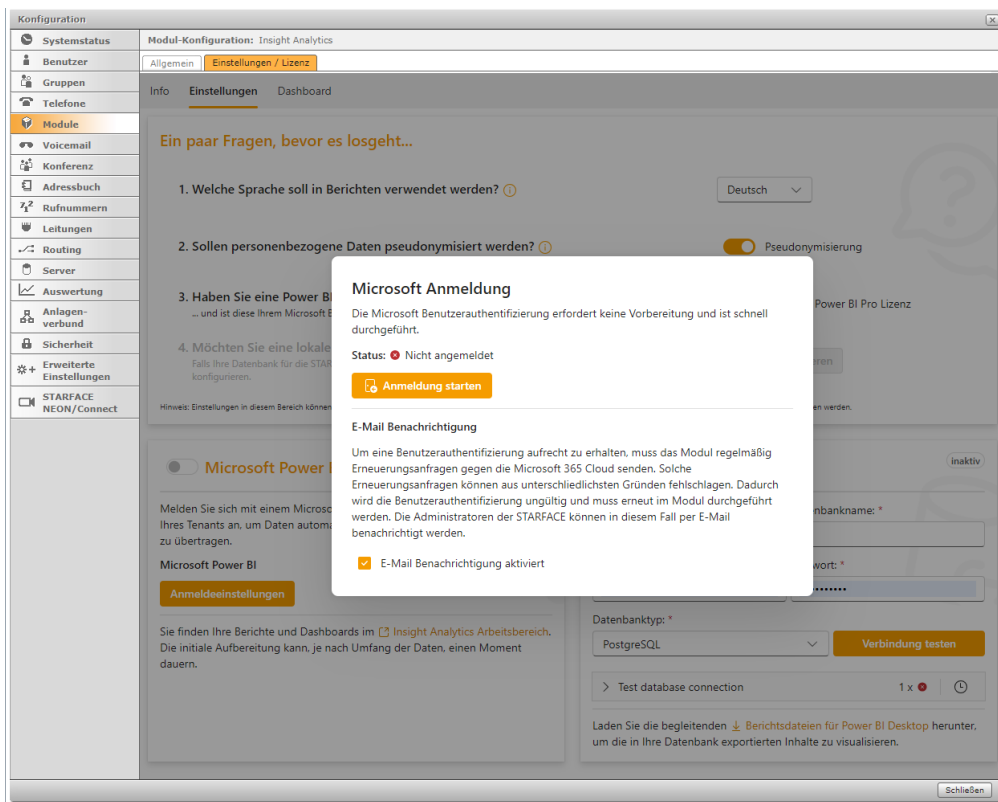 Konfiguration
Systemstatus
Benutzer
Gruppen
Telefone
Module
Voicemail
Konferenz
Adressbuch
Rufnummern
Leitungen
Routing
Server
Auswertung
Anlagen-
verbund
Sicherheit
Erweiterte
Einstellungen
STARFACE
NEON/Connect
Modul-Konfiguration: Insight Analytics
Allgemein
Einstellungen / Lizenz
Info Einstellungen Dashboard
Ein paar Fragen, bevor es losgeht...
1. Welche Sprache soll in Berichten verwendet werden?
Deutsch
2. Sollen personenbezogene Daten pseudonymisiert werden?
Pseudonymisierung
3. Haben Sie eine Power BI
Power BI Pro Lizenz
... und ist diese Ihrem Microsoft
4. Möchten Sie eine lokale
Falls Ihre Datenbank für die
konfigurieren.
Hinweis: Einstellungen in diesem Bereich können
werden.
Microsoft Anmeldung
Die Microsoft Benutzerauthentifizierung erfordert keine Vorbereitung und ist schnell
durchgeführt.
Status: Nicht angemeldet
Anmeldung starten
E-Mail Benachrichtigung
Um eine Benutzerauthentifizierung aufrecht zu erhalten, muss das Modul regelmäßig
Erneuerungsanfragen gegen die Microsoft 365 Cloud senden. Solche
Erneuerungsanfragen können aus unterschiedlichsten Gründen fehlschlagen. Dadurch
wird die Benutzerauthentifizierung ungültig und muss erneut im Modul durchgeführt
werden. Die Administratoren der STARFACE können in diesem Fall per E-Mail
benachrichtigt werden.
E-Mail Benachrichtigung aktiviert
Microsoft Power
Melden Sie sich mit einem
Ihres Tenants an, um Daten
zu übertragen.
Microsoft Power BI
Anmeldeeinstellungen
Sie finden Ihre Berichte und Dashboards im Insight Analytics Arbeitsbereich.
Die initiale Aufbereitung kann, je nach Umfang der Daten, einen Moment
dauern.
inaktiv
nbankname: *
wort: *
Datenbanktyp: *
PostgreSQL
Verbindung testen
Test database connection
1 x
Laden Sie die begleitenden Berichtsdateien für Power BI Desktop herunter,
um die in Ihre Datenbank exportierten Inhalte zu visualisieren.
Schließen